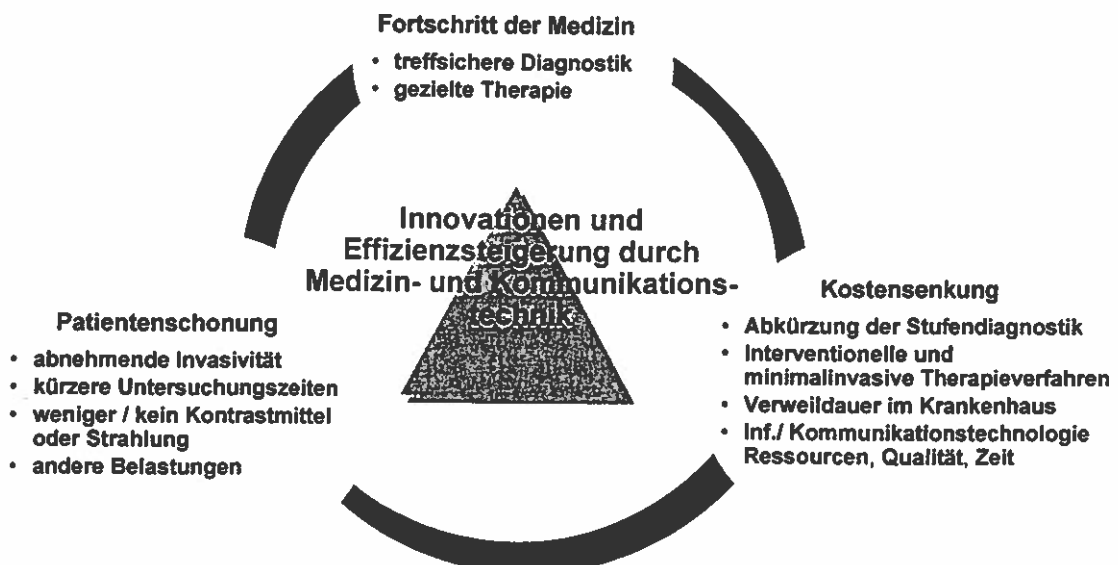 Fortschritt der Medizin
• treffsichere Diagnostik
• gezielte Therapie
Innovationen und
Effizienzsteigerung durch
Medizin- und Kommunikations-
technik
Patientenschonung
• abnehmende Invasivität
• kürzere Untersuchungszeiten
• weniger / kein Kontrastmittel
oder Strahlung
• andere Belastungen
Kostensenkung
• Abkürzung der Stufendiagnostik
• Interventionelle und
minimalinvasive Therapieverfahren
• Verweildauer im Krankenhaus
• Inf./ Kommunikationstechnologie
Ressourcen, Qualität, Zeit